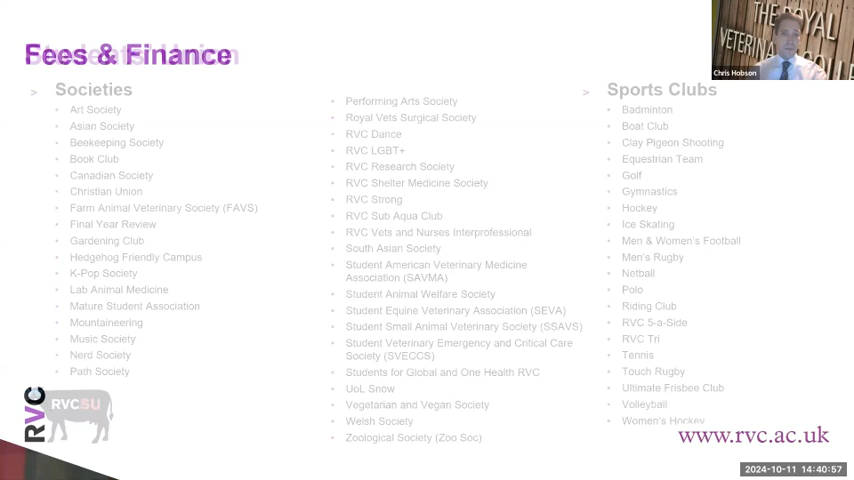 THE ROYAL
VETERINARY COLLEGE
Chris Hobson
Fees & Finance
Students' Union
> Societies
• Art Society
• Asian Society
• Beekeeping Society
• Book Club
• Canadian Society
• Christian Union
• Farm Animal Veterinary Society (FAVS)
• Final Year Review
• Gardening Club
• Hedgehog Friendly Campus
• K-Pop Society
• Lab Animal Medicine
• Mature Student Association
• Mountaineering
• Music Society
• Nerd Society
• Path Society
• Performing Arts Society
• Royal Vets Surgical Society
• RVC Dance
• RVC LGBT+
• RVC Research Society
• RVC Shelter Medicine Society
• RVC Strong
• RVC Sub Aqua Club
• RVC Vets and Nurses Interprofessional
• South Asian Society
• Student American Veterinary Medicine
Association (SAVMA)
• Student Animal Welfare Society
• Student Equine Veterinary Association (SEVA)
• Student Small Animal Veterinary Society (SSAVS)
• Student Veterinary Emergency and Critical Care
Society (SVECCS)
• Students for Global and One Health RVC
• UoL Snow
• Vegetarian and Vegan Society
• Welsh Society
• Zoological Society (Zoo Soc)
> Sports Clubs
• Badminton
• Boat Club
• Clay Pigeon Shooting
• Equestrian Team
• Golf
• Gymnastics
• Hockey
• Ice Skating
• Men & Women's Football
• Men's Rugby
• Netball
• Polo
• Riding Club
• RVC 5-a-Side
• RVC Tri
• Tennis
• Touch Rugby
• Ultimate Frisbee Club
• Volleyball
• Women's Hockey
RVC
RVCSU
www.rvc.ac.uk
2024-10-11 14:40:57